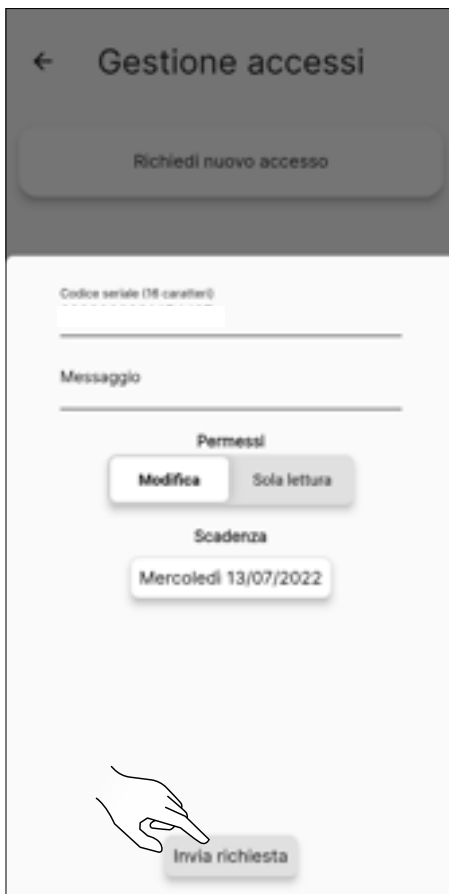 Gestione accessi
Richiedi nuovo accesso
Codice seriale (16 caratteri)
Messaggio
Permessi
Modifica Sola lettura
Scadenza
Mercoledì 13/07/2022
Invia richiesta